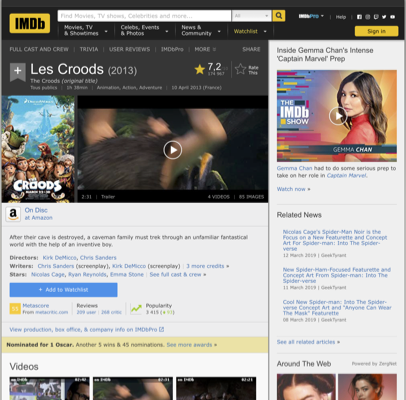 IMDb
Find Movies, TV shows, Celebrities and more...
All
Movies, TV & Showtimes
Celebs, Events & Photos
News & Community
Watchlist
IMDbPro
Help
Sign in
FULL CAST AND CREW | TRIVIA | USER REVIEWS | IMDbPro | MORE
SHARE
Les Croods (2013)
The Croods (original title)
Tous publics | 1h 38min | Animation, Action, Adventure | 10 April 2013 (France)
7,2
Rate This
DREAMWORKS
THE CROODS
2:31 | Trailer
4 VIDEOS | 85 IMAGES
On Disc
at Amazon
After their cave is destroyed, a caveman family must trek through an unfamiliar fantastical
world with the help of an inventive boy.
Directors: Kirk DeMicco, Chris Sanders
Writers: Chris Sanders (screenplay), Kirk DeMicco (screenplay) | 3 more credits »
Stars: Nicolas Cage, Ryan Reynolds, Emma Stone | See full cast & crew »
+ Add to Watchlist
Metascore
From metacritic.com
Reviews
209 user | 268 critic
Popularity
3 415
View production, box office, & company info on IMDbPro
Nominated for 1 Oscar. Another 5 wins & 45 nominations. See more awards »
Videos
Inside Gemma Chan's Intense
'Captain Marvel' Prep
THE
IMDb
SHOW
GEMMA CHAN
Gemma Chan had to do some serious prep to
take on her role in Captain Marvel.
Watch now »
Related News
Nicolas Cage's Spider-Man Noir is
the Focus on a New Featurette and
Concept Art For Spider-man: Into The
Spider-verse
12 March 2019 | GeekTyrant
New Spider-Ham-Focused Featurette and
Concept Art From Spider-man: Into The
Spider-verse
11 March 2019 | GeekTyrant
Cool New Spider-man: Into The Spider-
verse Concept Art and "Anyone Can
Wear The Mask" Featurette
08 March 2019 | GeekTyrant
See all related articles »
Around The Web
Powered by ZergNet